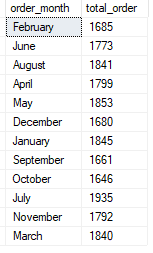 order_month total_order
February 1685
June 1773
August 1841
April 1799
May 1853
December 1680
January 1845
September 1661
October 1646
July 1935
November 1792
March 1840